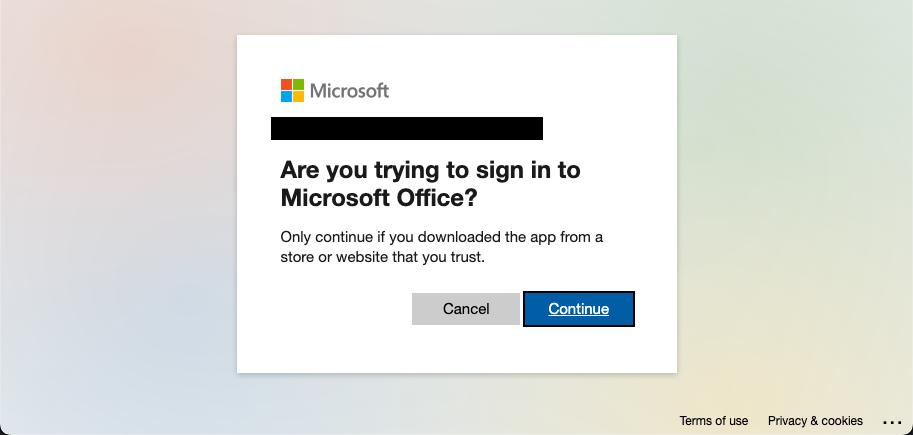 Microsoft
Are you trying to sign in to
Microsoft Office?
Only continue if you downloaded the app from a
store or website that you trust.
Cancel
Continue
Terms of use
Privacy & cookies
...